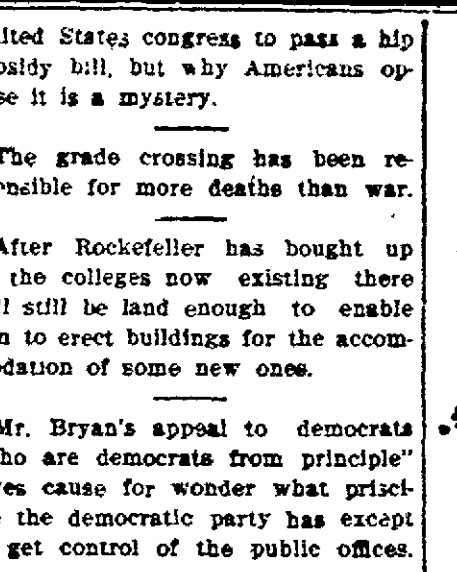 ited States congress to pass a hip
osidy bill, but why Americans op-
se it is a mystery.
The grade crossing has been re-
onsible for more deaths than war.
After Rockefeller has bought up
the colleges now existing there
l still be land enough to enable
n to erect buildings for the accom-
odation of some new ones.
Mr. Bryan's appeal to democrats
ho are democrats from principle"
es cause for wonder what princi-
the democratic party has except
get control of the public offices.